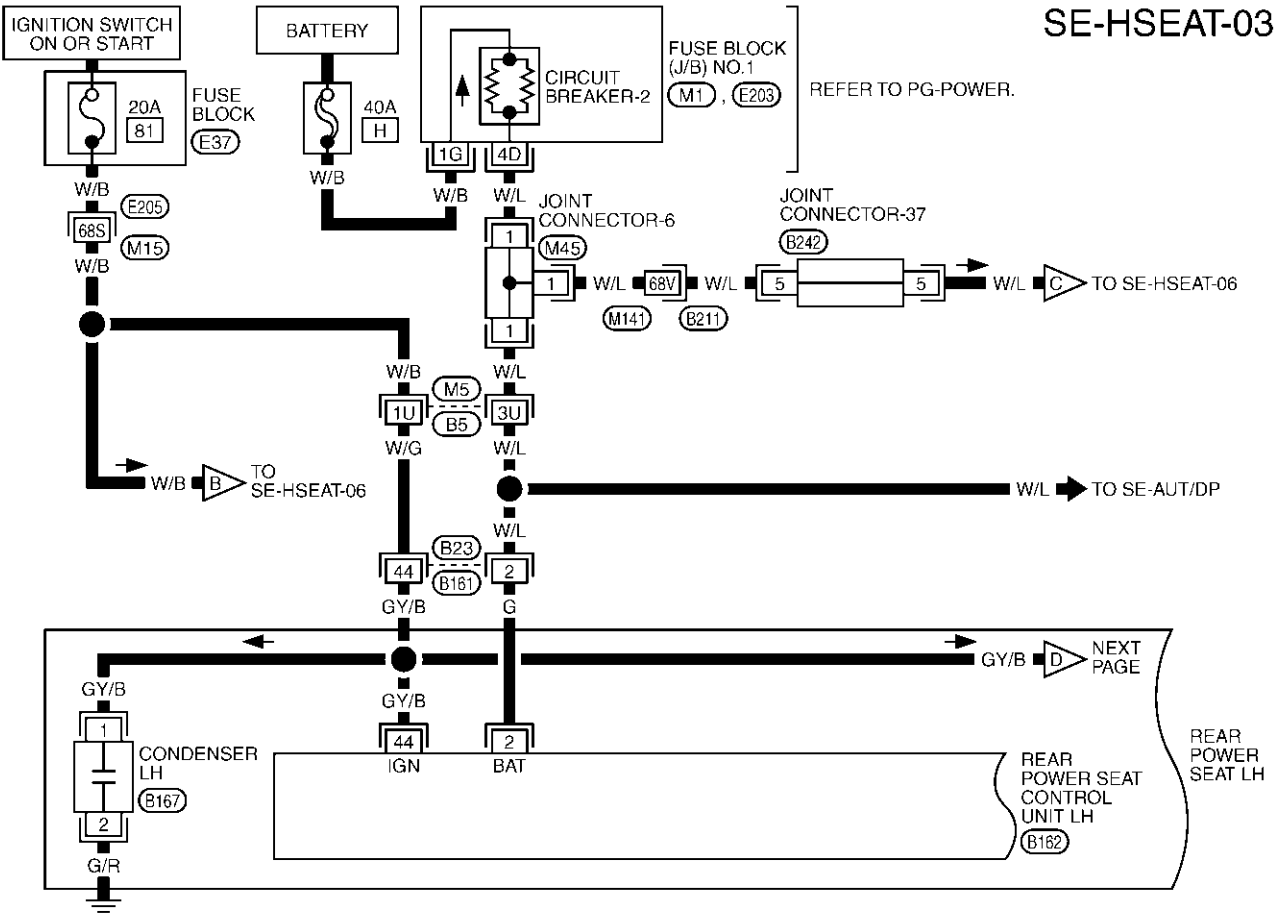 SE-HSEAT-03
IGNITION SWITCH
ON OR START
BATTERY
20A
81
FUSE
BLOCK
E37
40A
H
CIRCUIT
BREAKER-2
FUSE BLOCK
(J/B) NO.1
M1 , E203
REFER TO PG-POWER.
1G
4D
W/B
W/B
W/B
W/L
E205
68S
M15
W/B
JOINT
CONNECTOR-6
M45
1
1
1
W/L
68V
W/L
M141
B211
JOINT
CONNECTOR-37
B242
5
5
W/L
C
TO SE-HSEAT-06
W/B
W/L
M5
1U
3U
B5
W/G
W/L
W/B
B
TO
SE-HSEAT-06
W/L
TO SE-AUT/DP
W/L
B23
44
2
B161
GY/B
G
GY/B
D
NEXT
PAGE
GY/B
GY/B
1
CONDENSER
LH
B167
2
G/R
44
2
IGN
BAT
REAR
POWER SEAT
CONTROL
UNIT LH
B162
REAR
POWER
SEAT LH